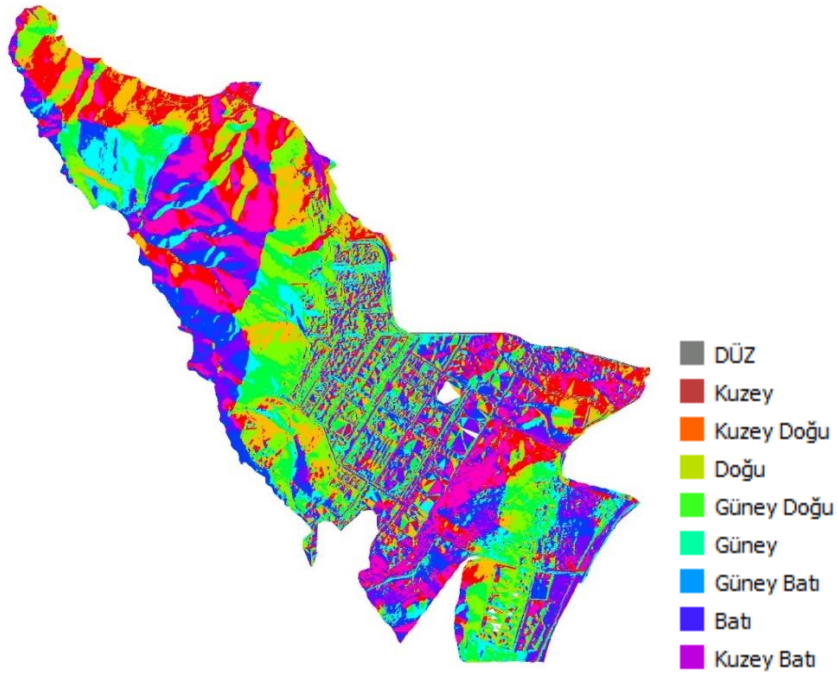 DÜZ
Kuzey
Kuzey Doğu
Doğu
Güney Doğu
Güney
Güney Batı
Batı
Kuzey Batı